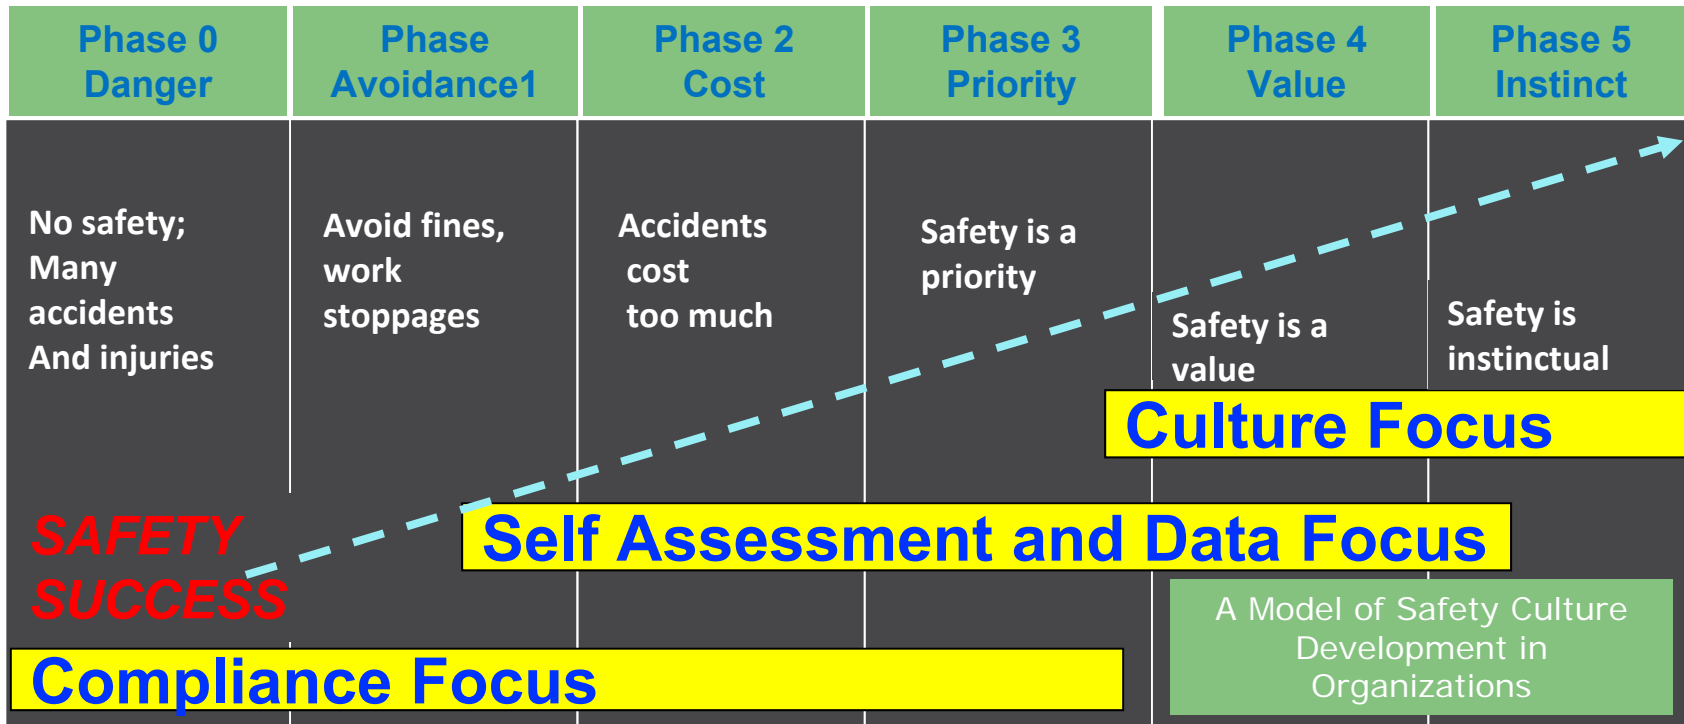 Phase 0
Danger
Phase
Avoidance1
Phase 2
Cost
Phase 3
Priority
Phase 4
Value
Phase 5
Instinct
No safety;
Many
accidents
And injuries
Avoid fines,
work
stoppages
Accidents
cost
too much
Safety is a
priority
Safety is a
value
Safety is
instinctual
Culture Focus
SAFETY
SUCCESS
Self Assessment and Data Focus
Compliance Focus
A Model of Safety Culture
Development in
Organizations